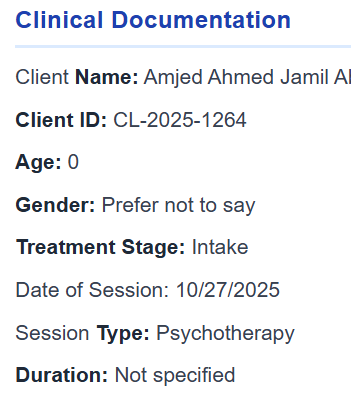 Clinical Documentation
Client Name: Amjed Ahmed Jamil
Client ID: CL-2025-1264
Age: 0
Gender: Prefer not to say
Treatment Stage: Intake
Date of Session: 10/27/2025
Session Type: Psychotherapy
Duration: Not specified